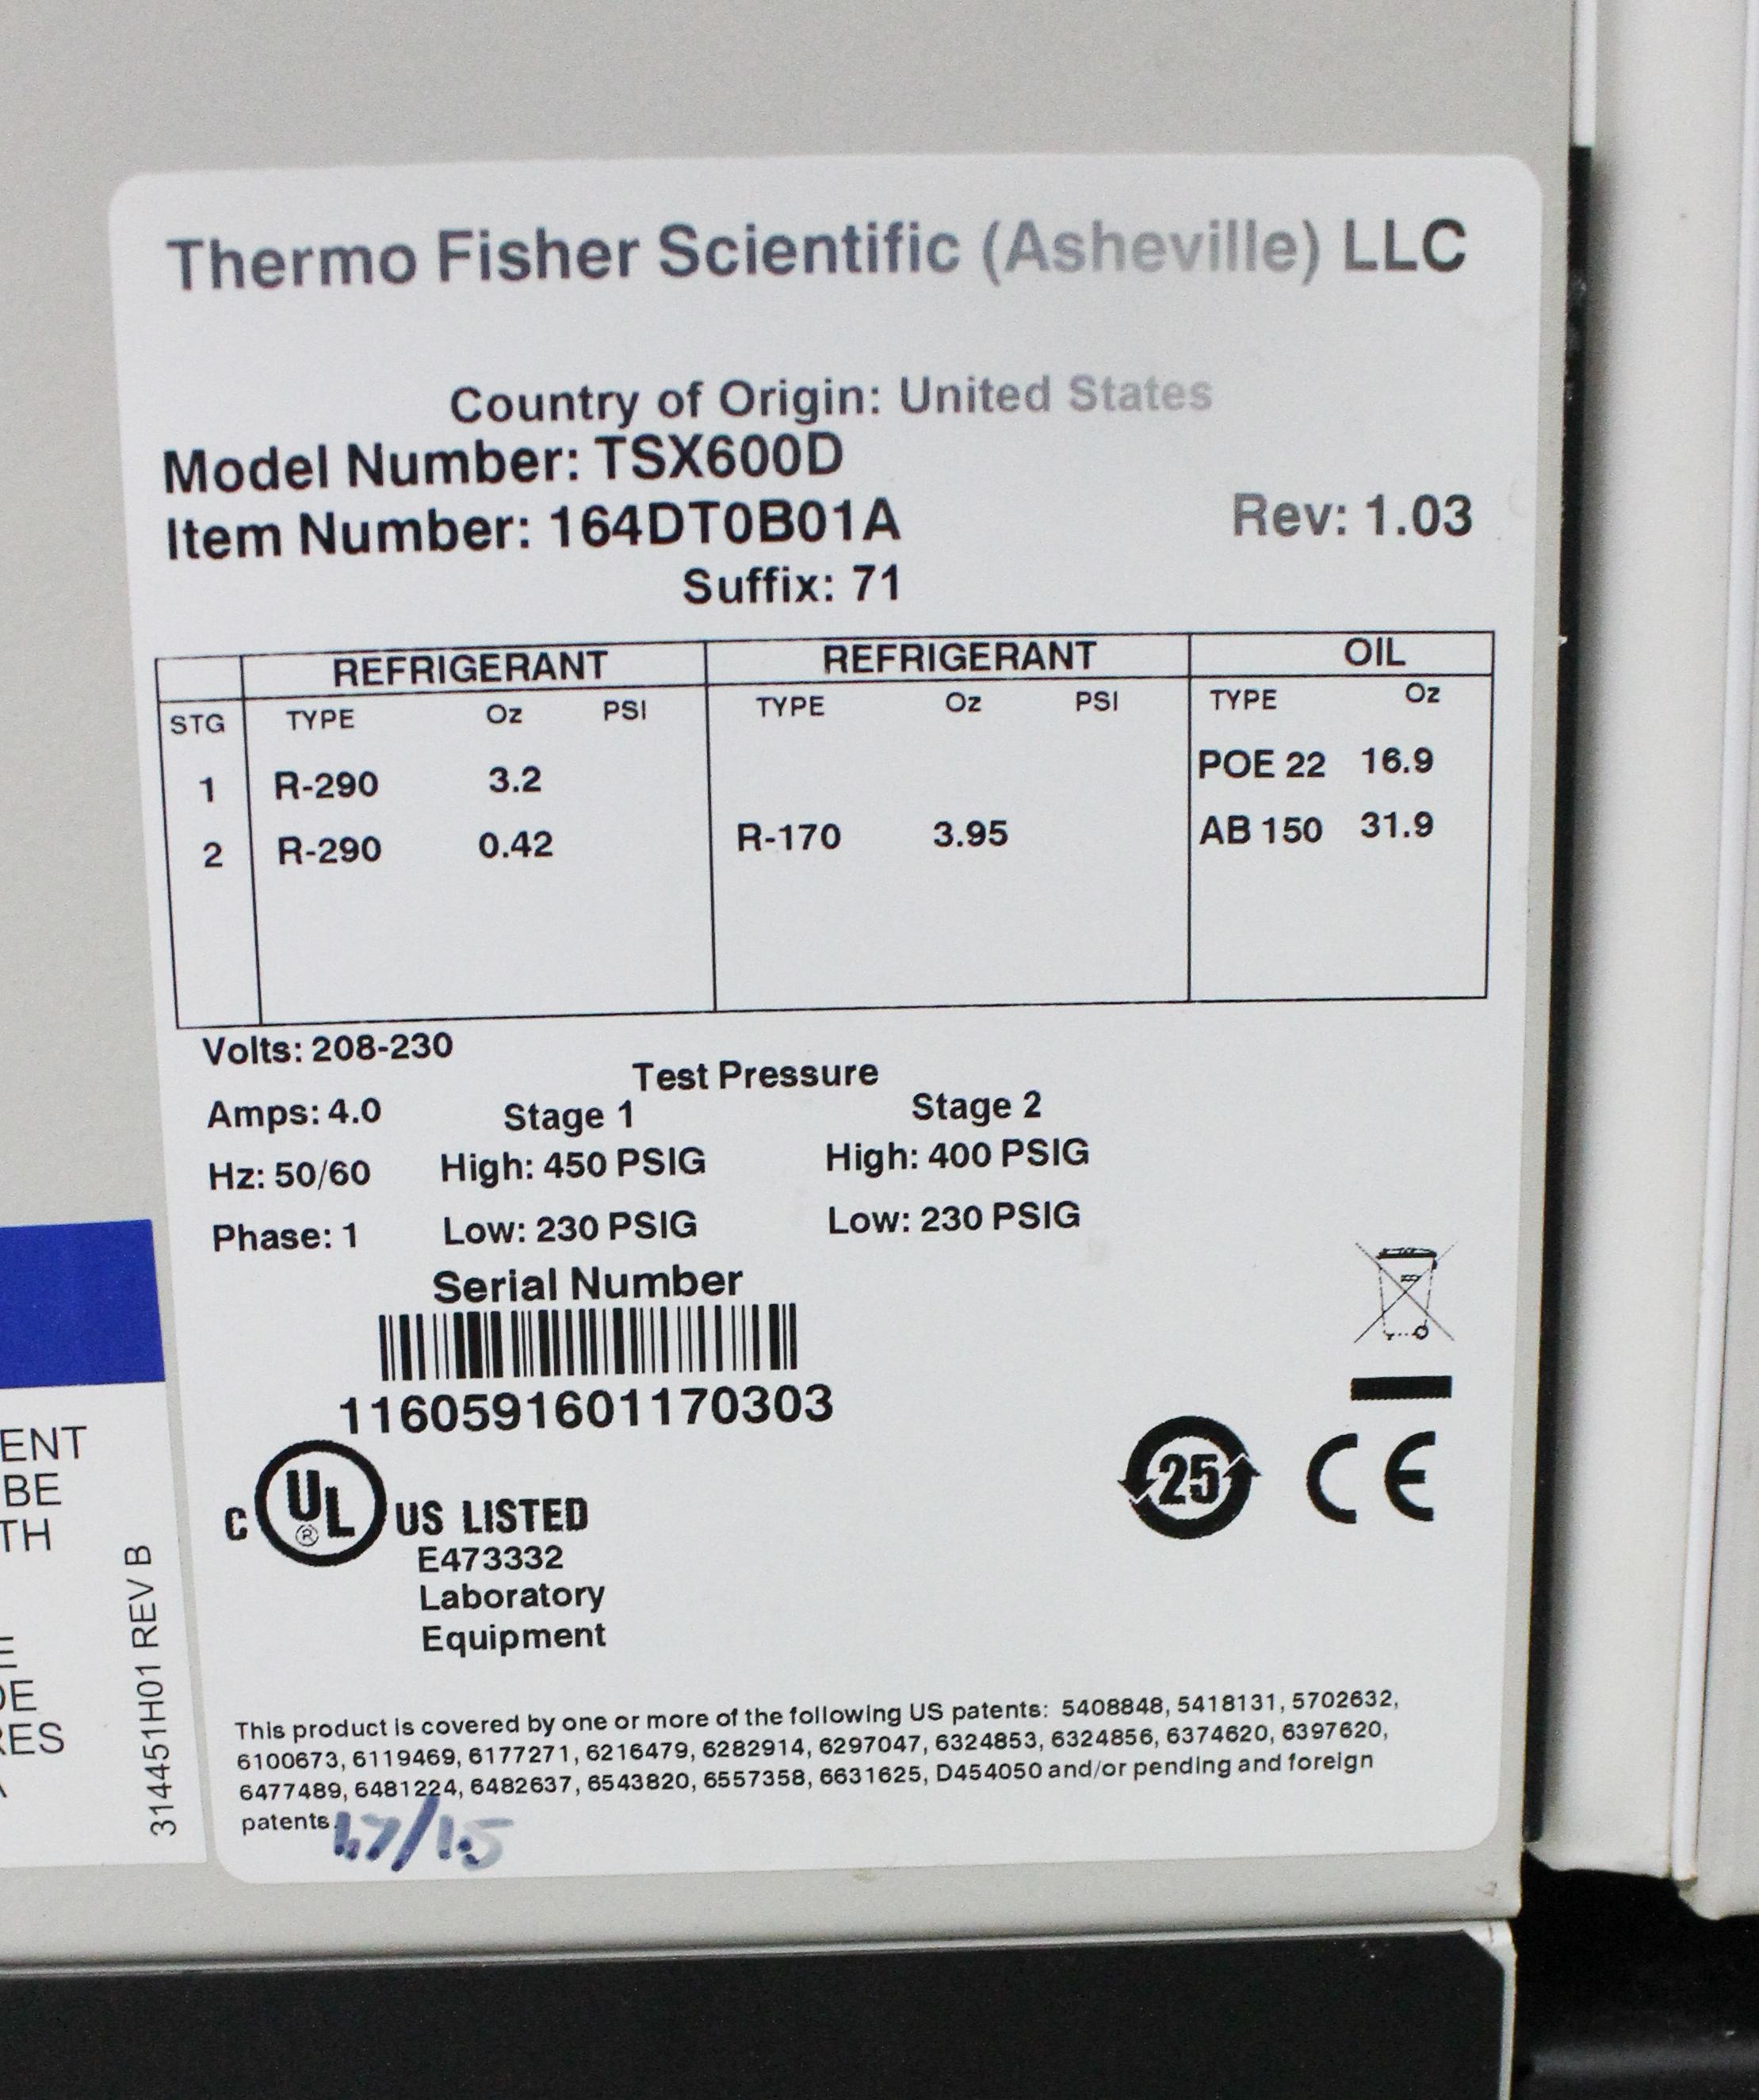 Thermo Fisher Scientific (Asheville) LLC
Country of Origin: United States
Model Number: TSX600D
Item Number: 164DT0B01A Rev: 1.03
Suffix: 71
REFRIGERANT REFRIGERANT OIL
STG TYPE Oz PSI TYPE Oz PSI TYPE Oz
1 R-290 3.2 POE 22 16.9
2 R-290 0.42 R-170 3.95 AB 150 31.9
Volts: 208-230
Test Pressure
Amps: 4.0 Stage 1 Stage 2
Hz: 50/60 High: 450 PSIG High: 400 PSIG
Phase: 1 Low: 230 PSIG Low: 230 PSIG
Serial Number
1160591601170303
C UL ® US LISTED
E473332
Laboratory
Equipment
25 CE
This product is covered by one or more of the following US patents: 5408848, 5418131, 5702632,
6100673, 6119469, 6177271, 6216479, 6282914, 6297047, 6324853, 6324856, 6374620, 6397620,
6477489, 6481224, 6482637, 6543820, 6557358, 6631625, D454050 and/or pending and foreign
patents.
ENT
BE
TH
DE
RES
314451H01 REV B